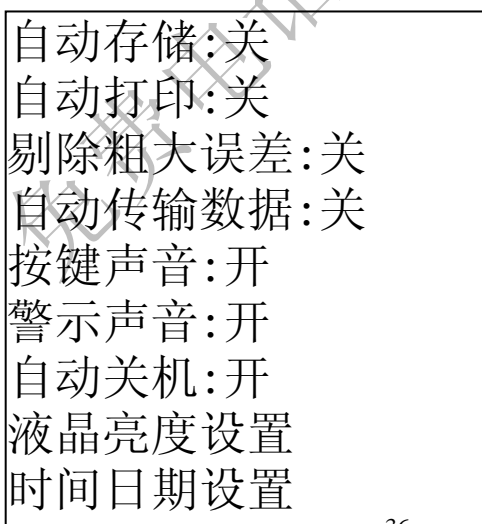 自动存储:关
自动打印:关
剔除粗大误差:关
自动传输数据:关
按键声音:开
警示声音:开
自动关机:开
液晶亮度设置
时间日期设置